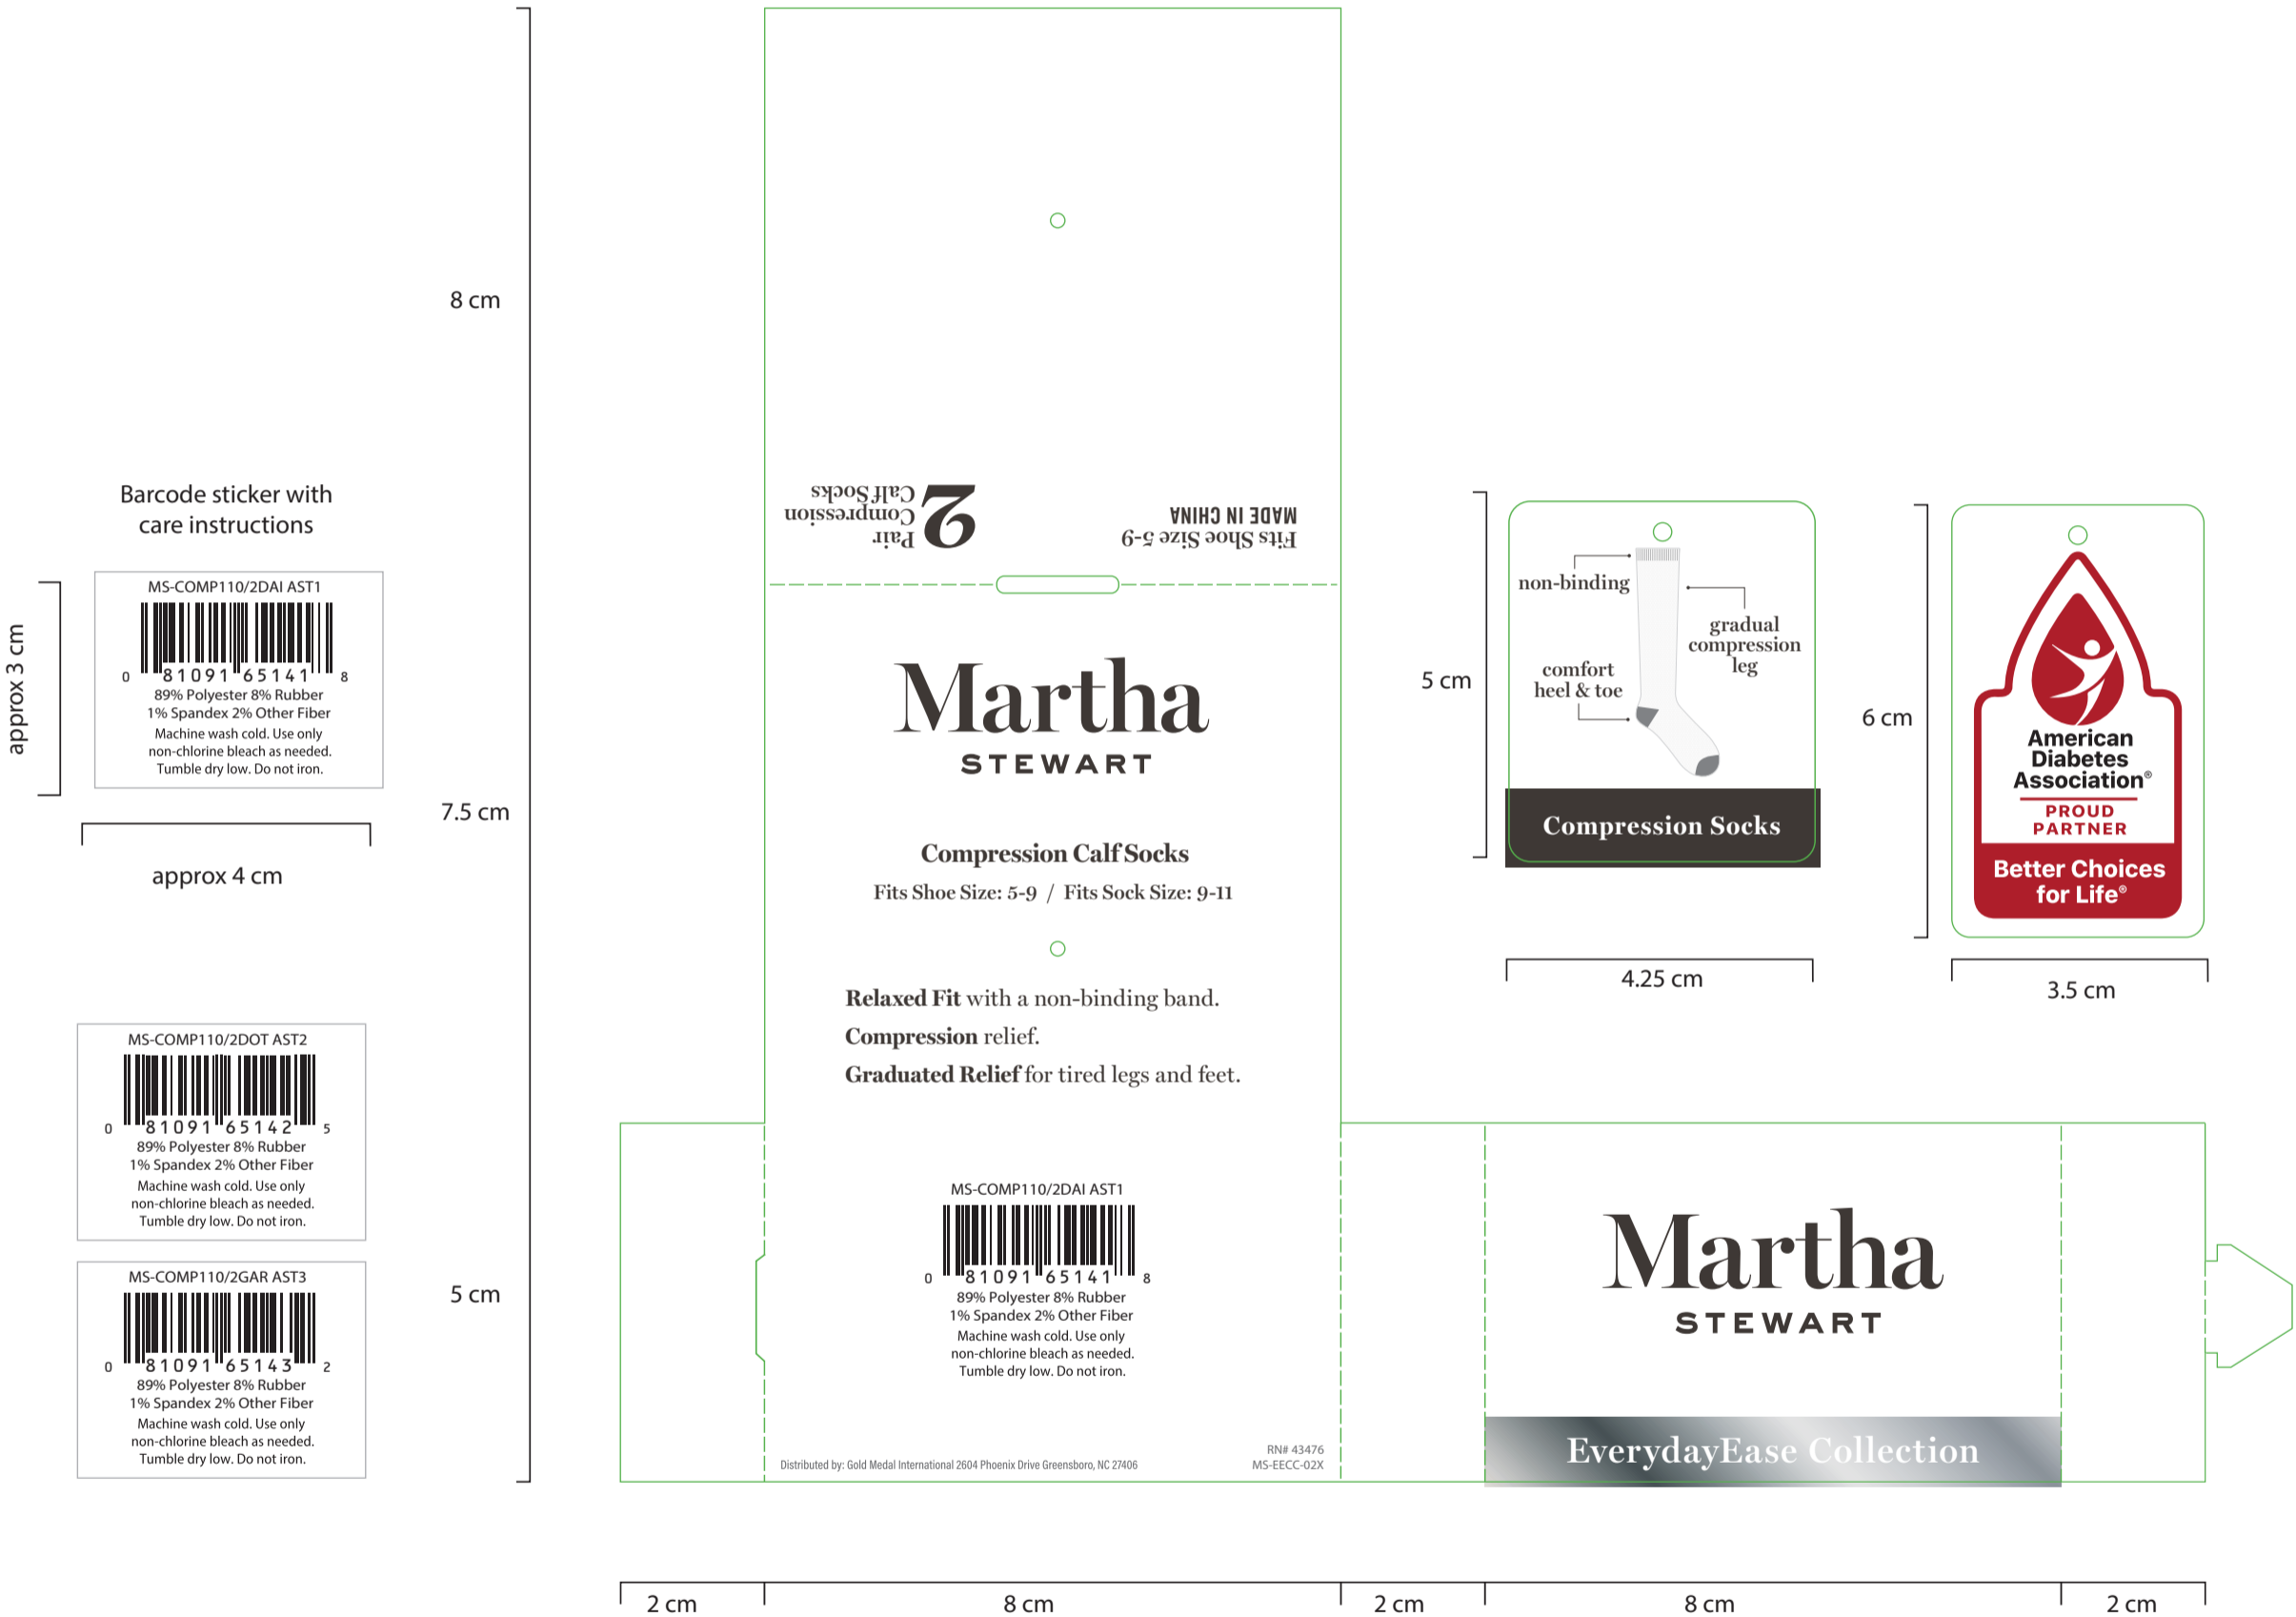 Barcode sticker with
care instructions
approx 3 cm
MS-COMP110/2DAI AST1
0 81091 65141 8
89% Polyester 8% Rubber
1% Spandex 2% Other Fiber
Machine wash cold. Use only
non-chlorine bleach as needed.
Tumble dry low. Do not iron.
approx 4 cm
MS-COMP110/2DOT AST2
0 81091 65142 5
89% Polyester 8% Rubber
1% Spandex 2% Other Fiber
Machine wash cold. Use only
non-chlorine bleach as needed.
Tumble dry low. Do not iron.
MS-COMP110/2GAR AST3
0 81091 65143 2
89% Polyester 8% Rubber
1% Spandex 2% Other Fiber
Machine wash cold. Use only
non-chlorine bleach as needed.
Tumble dry low. Do not iron.
8 cm
7.5 cm
5 cm
2 Pair
Compression
Calf Socks
Fits Shoe Size 5-9
MADE IN CHINA
Martha
STEWART
Compression Calf Socks
Fits Shoe Size: 5-9 / Fits Sock Size: 9-11
Relaxed Fit with a non-binding band.
Compression relief.
Graduated Relief for tired legs and feet.
MS-COMP110/2DAI AST1
0 81091 65141 8
89% Polyester 8% Rubber
1% Spandex 2% Other Fiber
Machine wash cold. Use only
non-chlorine bleach as needed.
Tumble dry low. Do not iron.
RN# 43476
Distributed by: Gold Medal International 2604 Phoenix Drive Greensboro, NC 27406
MS-EECC-02X
5 cm
non-binding
gradual
compression
leg
comfort
heel & toe
Compression Socks
4.25 cm
6 cm
American
Diabetes
Association®
PROUD
PARTNER
Better Choices
for Life®
3.5 cm
Martha
STEWART
EverydayEase Collection
2 cm
8 cm
2 cm
8 cm
2 cm